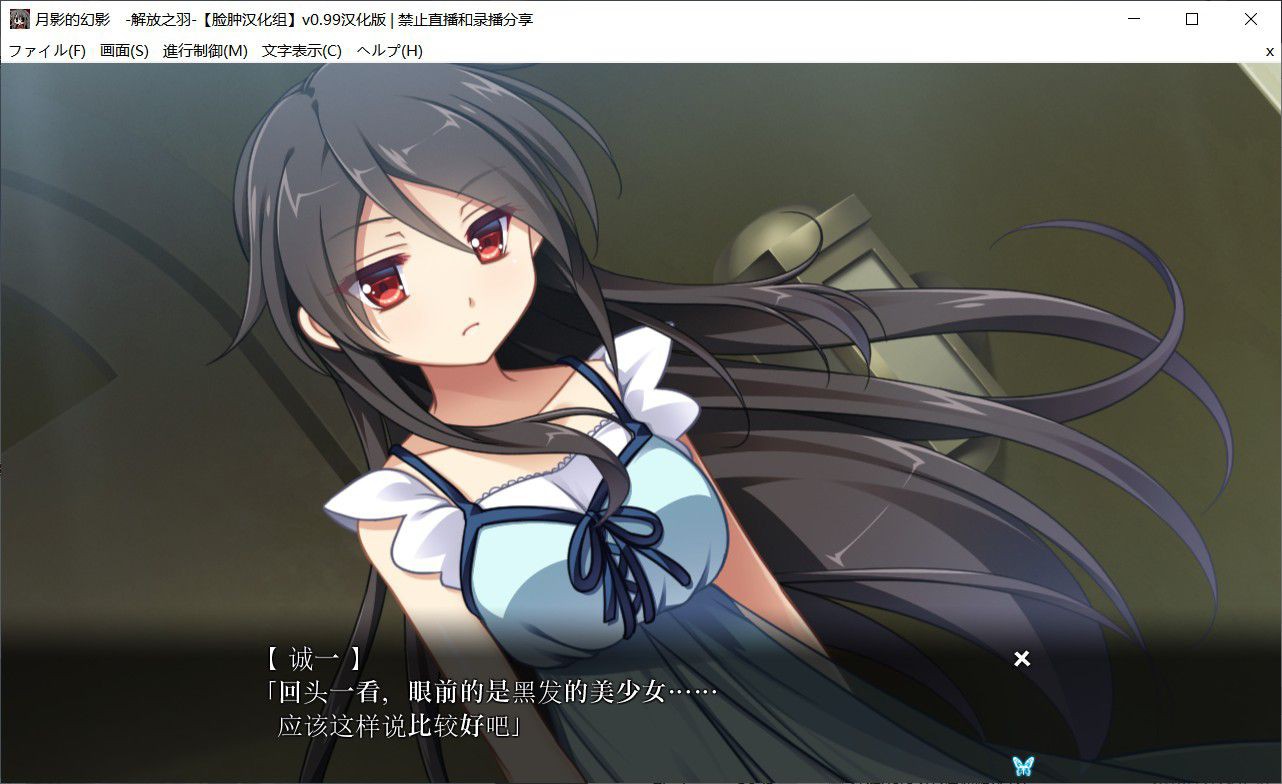 月影的幻影　-解放之羽-【脸肿汉化组】v0.99汉化版 | 禁止直播和录播分享
ファイル(F) 画面(S) 進行制御(M) 文字表示(C) ヘルプ(H) x
【 诚一 】
「回头一看，眼前的是黑发的美少女……
应该这样说比较好吧」